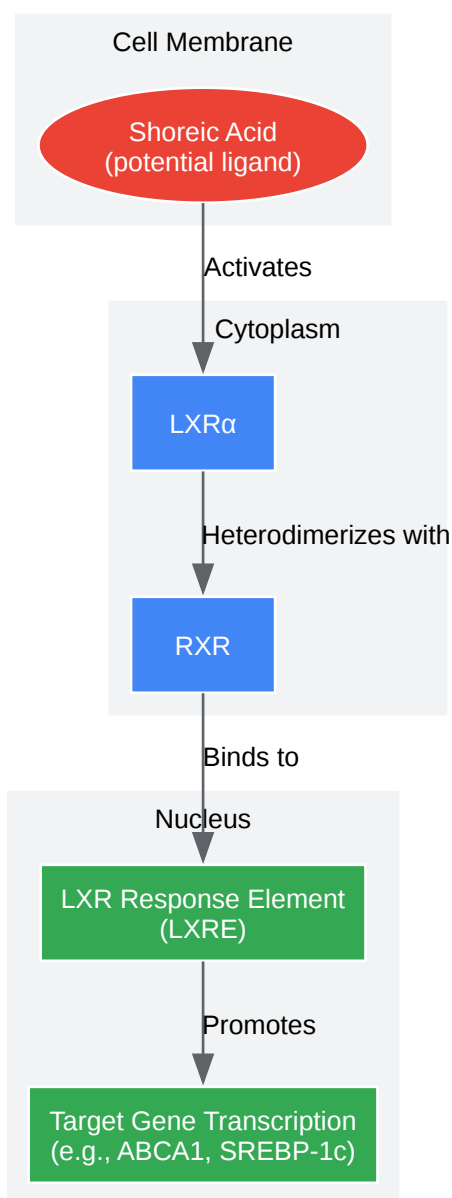 Cell Membrane
Shoreic Acid
(potential ligand)
Activates
Cytoplasm
LXRα
Heterodimerizes with
RXR
Binds to
Nucleus
LXR Response Element
(LXRE)
Promotes
Target Gene Transcription
(e.g., ABCA1, SREBP-1c)